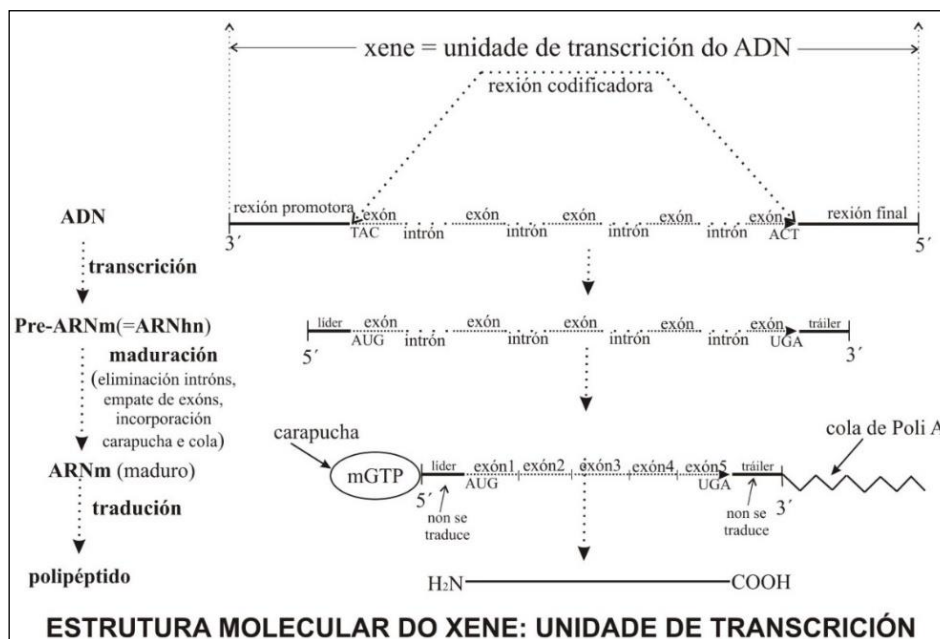 xene = unidade de transcrición do ADN
rexión codificadora
ADN
rexión promotora
exón
exón
exón
exón
exón
rexión final
3´
TAC
intrón
intrón
intrón
intrón
ACT
5´
transcrición
Pre-ARNm(=ARNhn)
líder
exón
exón
exón
exón
exón
tráiler
5´
AUG
intrón
intrón
intrón
intrón
UGA
3´
maduración
(eliminación intróns,
empate de exóns,
incorporación
carapucha e cola)
carapucha
cola de Poli A
ARNm (maduro)
mGTP
líder
exón1
exón2
exón3
exón4
exón5
tráiler
5´
AUG
UGA
3´
non se
traduce
non se
traduce
tradución
polipéptido
H2N
COOH
ESTRUTURA MOLECULAR DO XENE: UNIDADE DE TRANSCRICIÓN